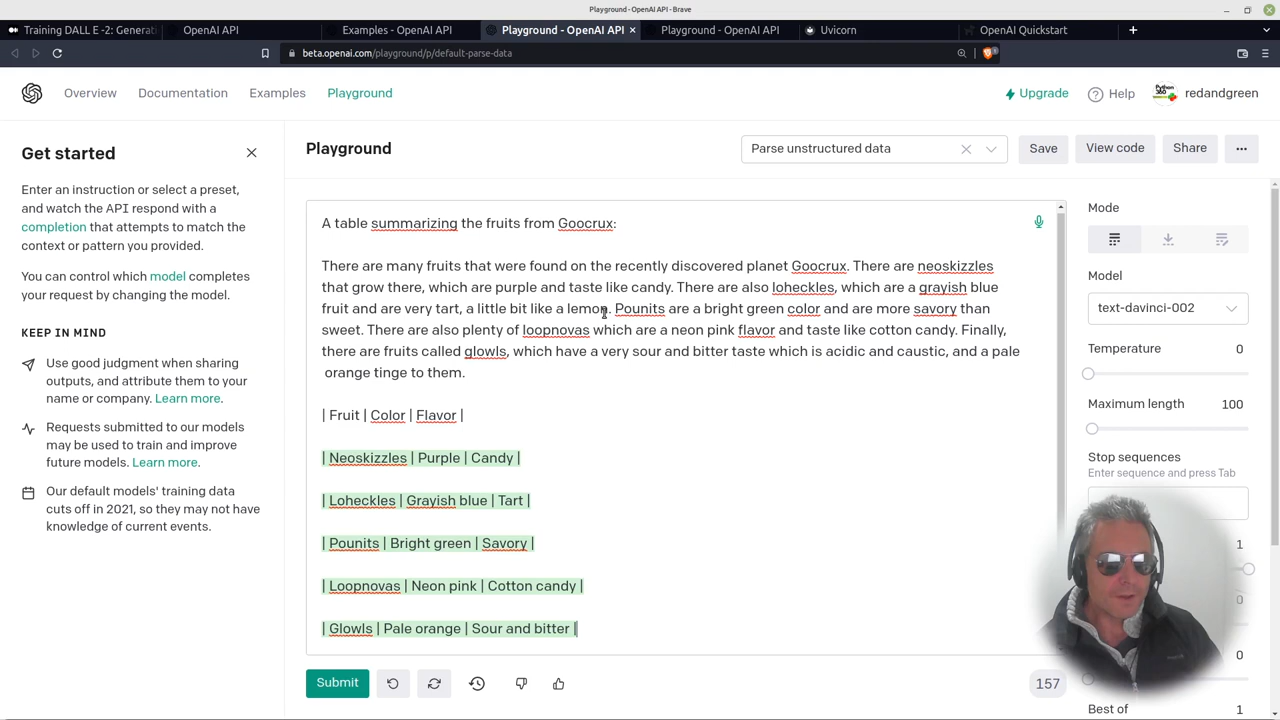 Playground - OpenAI API - Brave
Training DALL E -2: Generati
OpenAI API
Examples - OpenAI API
Playground - OpenAI API
Playground - OpenAI API
Uvicorn
OpenAI Quickstart
beta.openai.com/playground/p/default-parse-data
Overview
Documentation
Examples
Playground
Upgrade
Help
Python 360
redandgreen
Get started
Enter an instruction or select a preset,
and watch the API respond with a
completion that attempts to match the
context or pattern you provided.
You can control which model completes
your request by changing the model.
KEEP IN MIND
Use good judgment when sharing
outputs, and attribute them to your
name or company. Learn more.
Requests submitted to our models
may be used to train and improve
future models. Learn more.
Our default models' training data
cuts off in 2021, so they may not have
knowledge of current events.
Playground
Parse unstructured data
Save
View code
Share
A table summarizing the fruits from Goocrux:
There are many fruits that were found on the recently discovered planet Goocrux. There are neoskizzles
that grow there, which are purple and taste like candy. There are also loheckles, which are a grayish blue
fruit and are very tart, a little bit like a lemon. Pounits are a bright green color and are more savory than
sweet. There are also plenty of loopnovas which are a neon pink flavor and taste like cotton candy. Finally,
there are fruits called glowls, which have a very sour and bitter taste which is acidic and caustic, and a pale
orange tinge to them.
| Fruit | Color | Flavor |
| Neoskizzles | Purple | Candy |
| Loheckles | Grayish blue | Tart |
| Pounits | Bright green | Savory |
| Loopnovas | Neon pink | Cotton candy |
| Glowls | Pale orange | Sour and bitter |
Submit
157
Mode
Model
text-davinci-002
Temperature 0
Maximum length 100
Stop sequences
Enter sequence and press Tab
1
0
0
Best of 1